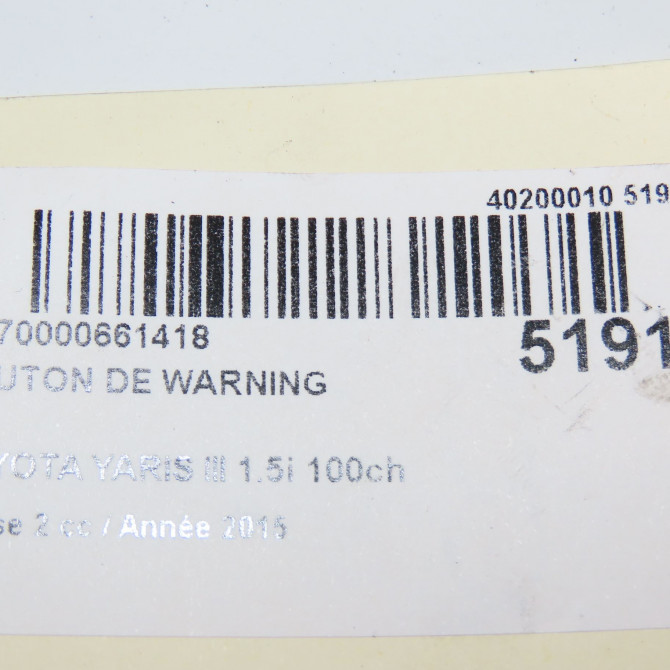 40200010 519
70000661418
5191
UTON DE WARNING
YOTA YARIS III 1.5i 100ch
se 2 cc / Année 2015